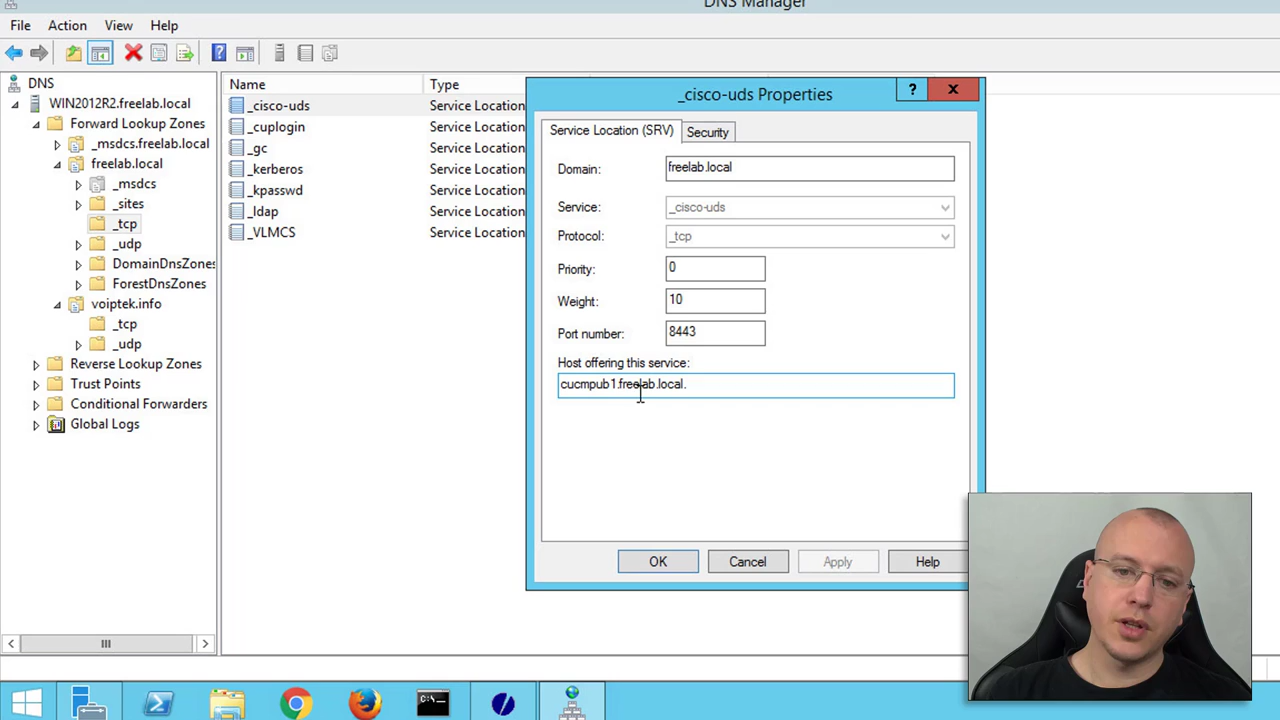 DNS Manager
File Action View Help
DNS
WIN2012R2.freelab.local
Forward Lookup Zones
_msdcs.freelab.local
freelab.local
_msdcs
_sites
_tcp
_udp
DomainDnsZones
ForestDnsZones
voiptek.info
_tcp
_udp
Reverse Lookup Zones
Trust Points
Conditional Forwarders
Global Logs
Name Type
_cisco-uds Service Location
_cuplogin Service Location
_gc Service Location
_kerberos Service Location
_kpasswd Service Location
_ldap Service Location
_VLMCS Service Location
_cisco-uds Properties
? X
Service Location (SRV) Security
Domain: freelab.local
Service: _cisco-uds
Protocol: _tcp
Priority: 0
Weight: 10
Port number: 8443
Host offering this service:
cucmpub1.freelab.local.
OK Cancel Apply Help